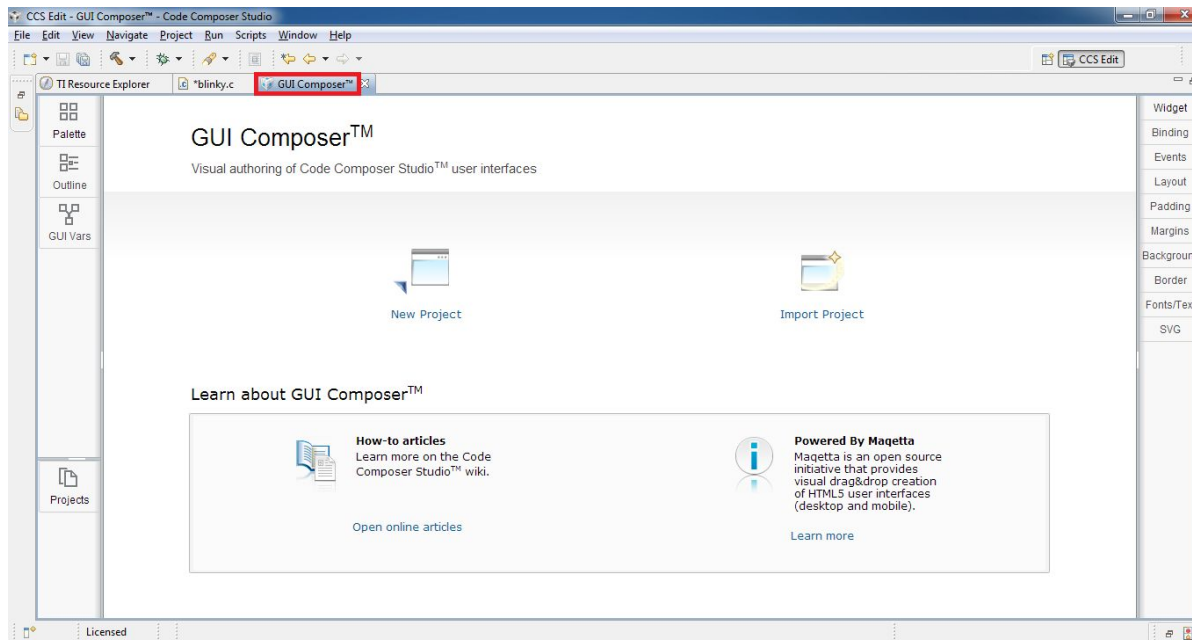 CCS Edit - GUI Composer™ - Code Composer Studio
File Edit View Navigate Project Run Scripts Window Help
CCS Edit
TI Resource Explorer *blinky.c GUI Composer™
Palette
Outline
GUI Vars
Projects
GUI Composer™
Visual authoring of Code Composer Studio™ user interfaces
New Project
Import Project
Learn about GUI Composer™
How-to articles
Learn more on the Code
Composer Studio™ wiki.
Open online articles
Powered By Maqetta
Maqetta is an open source
initiative that provides
visual drag&drop creation
of HTML5 user interfaces
(desktop and mobile).
Learn more
Widget
Binding
Events
Layout
Padding
Margins
Backgroun
Border
Fonts/Tex
SVG
Licensed